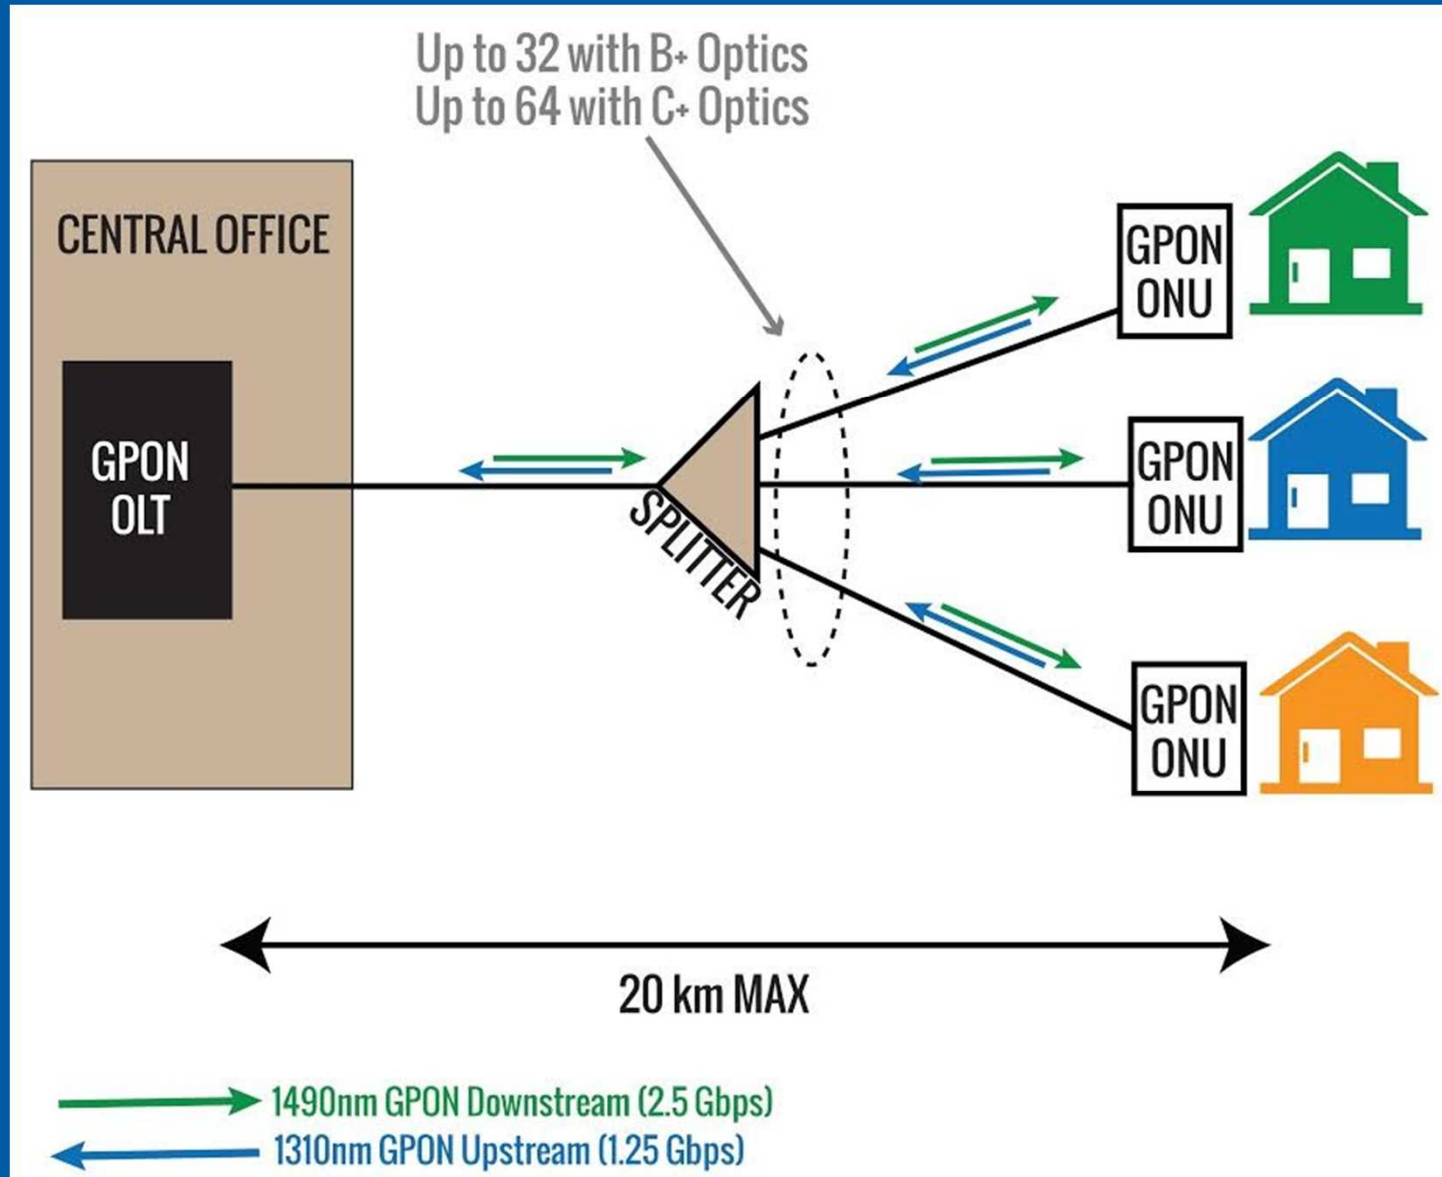 Up to 32 with B+ Optics
Up to 64 with C+ Optics
CENTRAL OFFICE
GPON
OLT
SPLITTER
GPON
ONU
GPON
ONU
GPON
ONU
20 km MAX
1490nm GPON Downstream (2.5 Gbps)
1310nm GPON Upstream (1.25 Gbps)